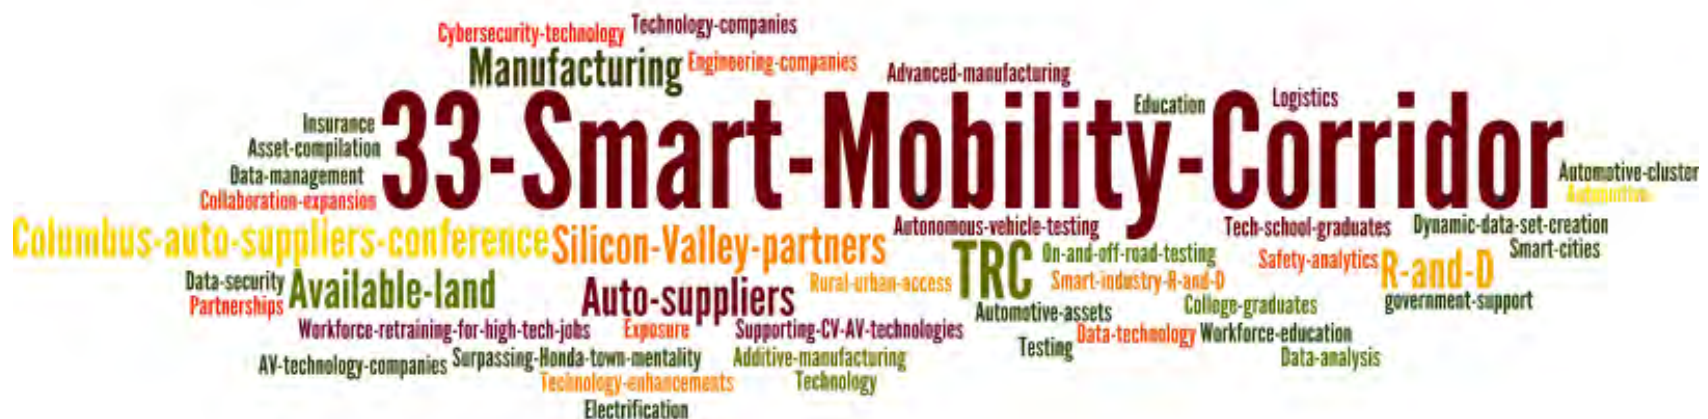 Cybersecurity-technology Technology-companies
Manufacturing Engineering-companies Advanced-manufacturing
Education Logistics
Insurance
Asset-compilation
33-Smart-Mobility-Corridor
Data-management
Automotive-cluster
Collaboration-expansion
Automotive
Columbus-auto-suppliers-conference Silicon-Valley-partners
Autonomous-vehicle-testing Tech-school-graduates Dynamic-data-set-creation
TRC On-and-off-road-testing Safety-analytics R-and-D Smart-cities
Data-security Available-land Auto-suppliers Rural-urban-access Smart-industry-R-and-D
Partnerships Automotive-assets College-graduates government-support
Workforce-retraining-for-high-tech-jobs Exposure Supporting-CV-AV-technologies
Testing Data-technology Workforce-education
AV-technology-companies Surpassing-Honda-town-mentality Additive-manufacturing Data-analysis
Technology-enhancements Technology
Electrification